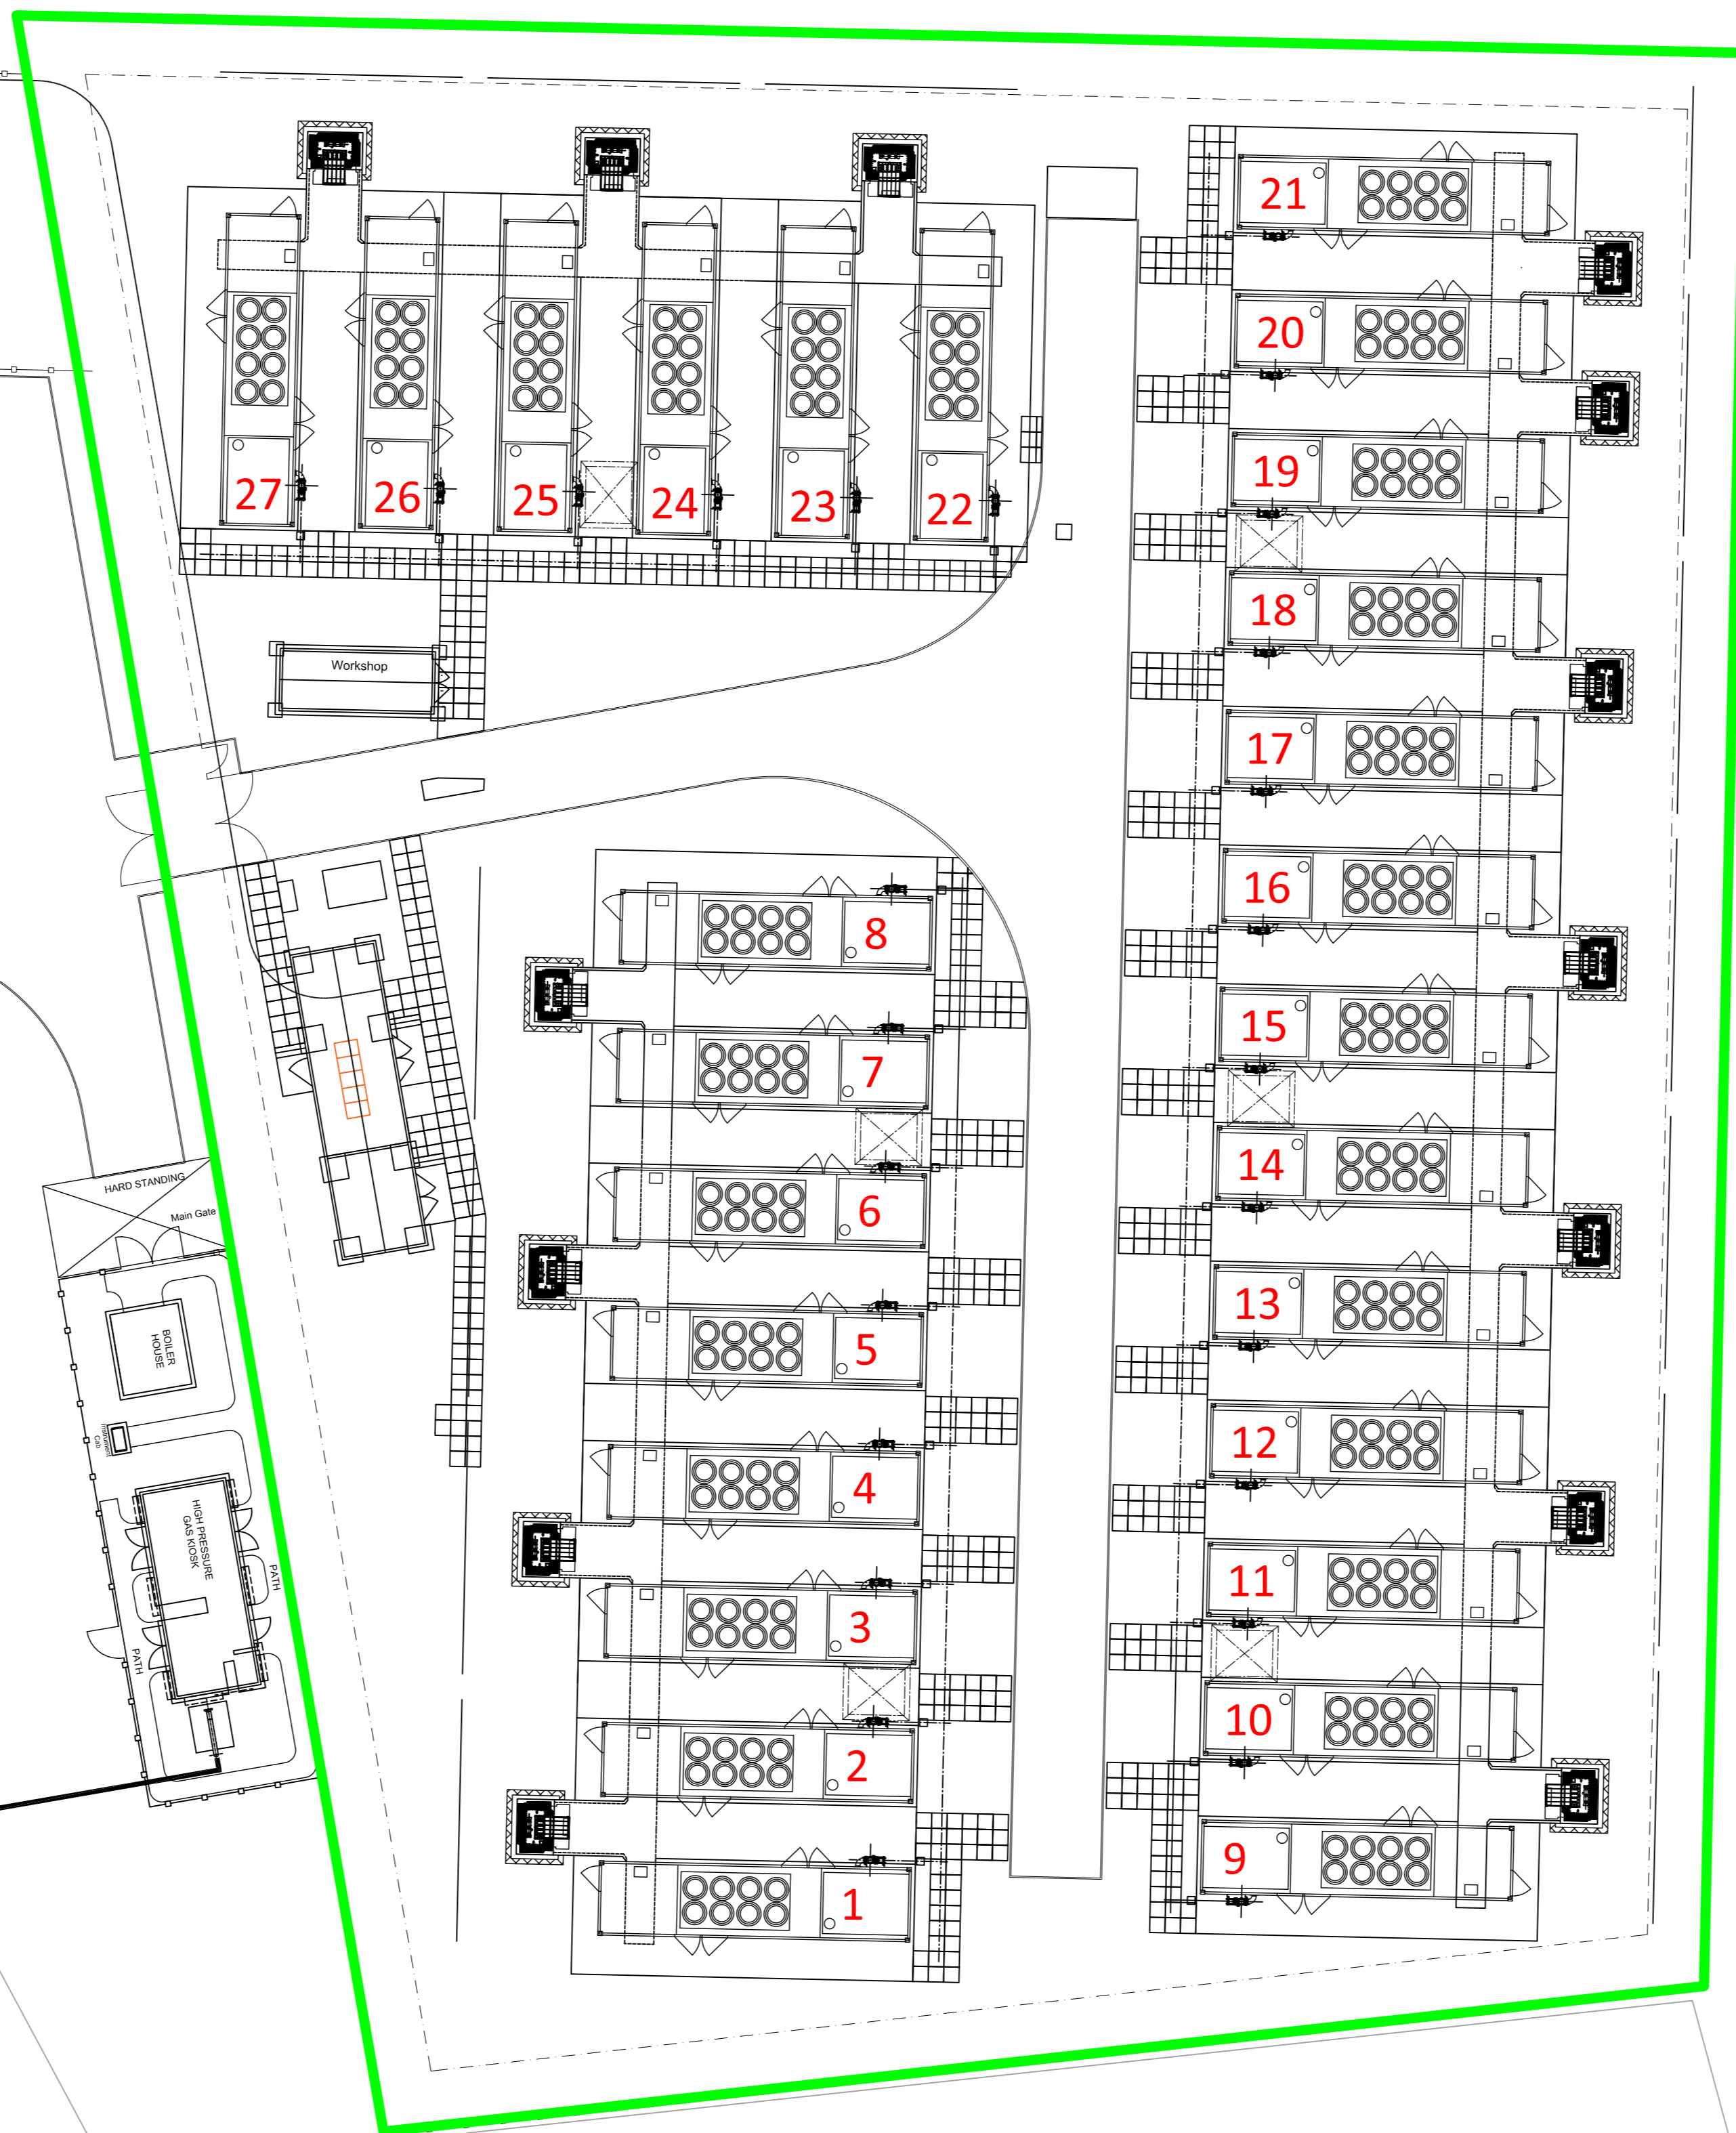 21
20
19
27
26
25
24
23
22
18
Workshop
17
16
8
15
7
14
HARD STANDING
Main Gate
6
13
BOILER
HOUSE
5
12
Instrument
Cab
4
HIGH PRESSURE
GAS KIOSK
PATH
11
3
PATH
10
2
9
1